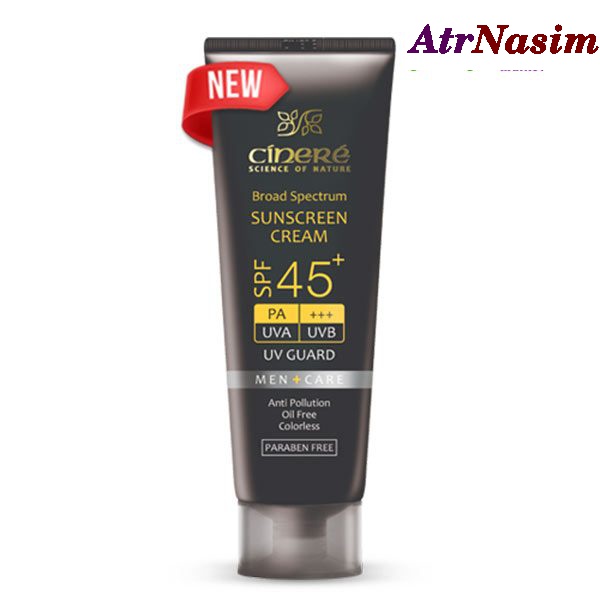 AtrNasim
NEW
cíneré
SCIENCE OF NATURE
Broad Spectrum
SUNSCREEN
CREAM
SPF 45+
PA +++
UVA UVB
UV GUARD
MEN + CARE
Anti Pollution
Oil Free
Colorless
PARABEN FREE